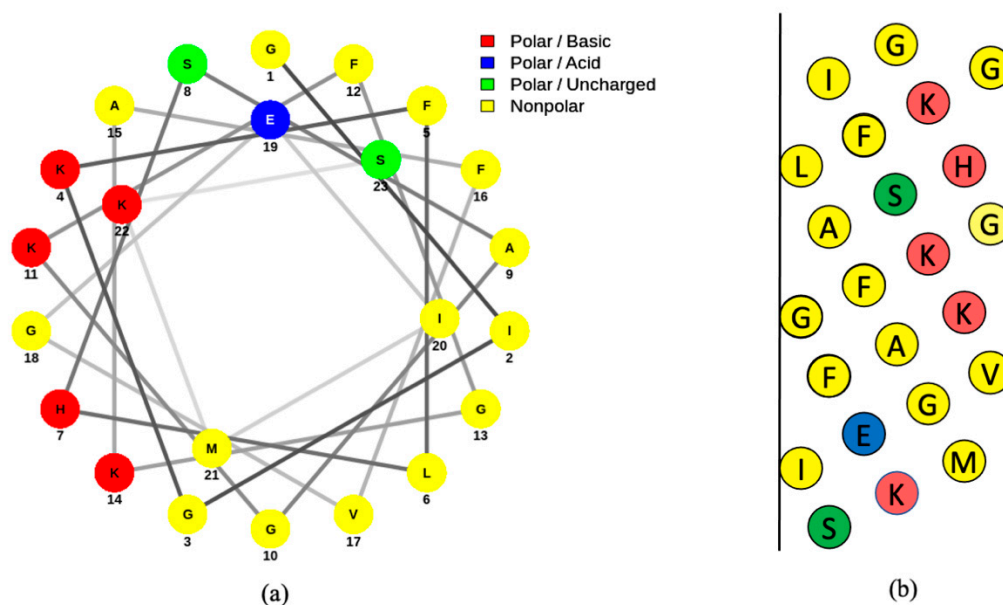 Polar / Basic
Polar / Acid
Polar / Uncharged
Nonpolar
G
1
S
8
F
12
A
15
E
19
F
5
K
4
S
23
F
16
K
22
K
11
A
9
G
18
I
20
I
2
H
7
M
21
G
13
K
14
L
6
G
3
G
10
V
17
(a)
G
G
I
K
F
L
H
S
A
G
K
F
G
K
A
F
V
G
E
M
I
K
S
(b)